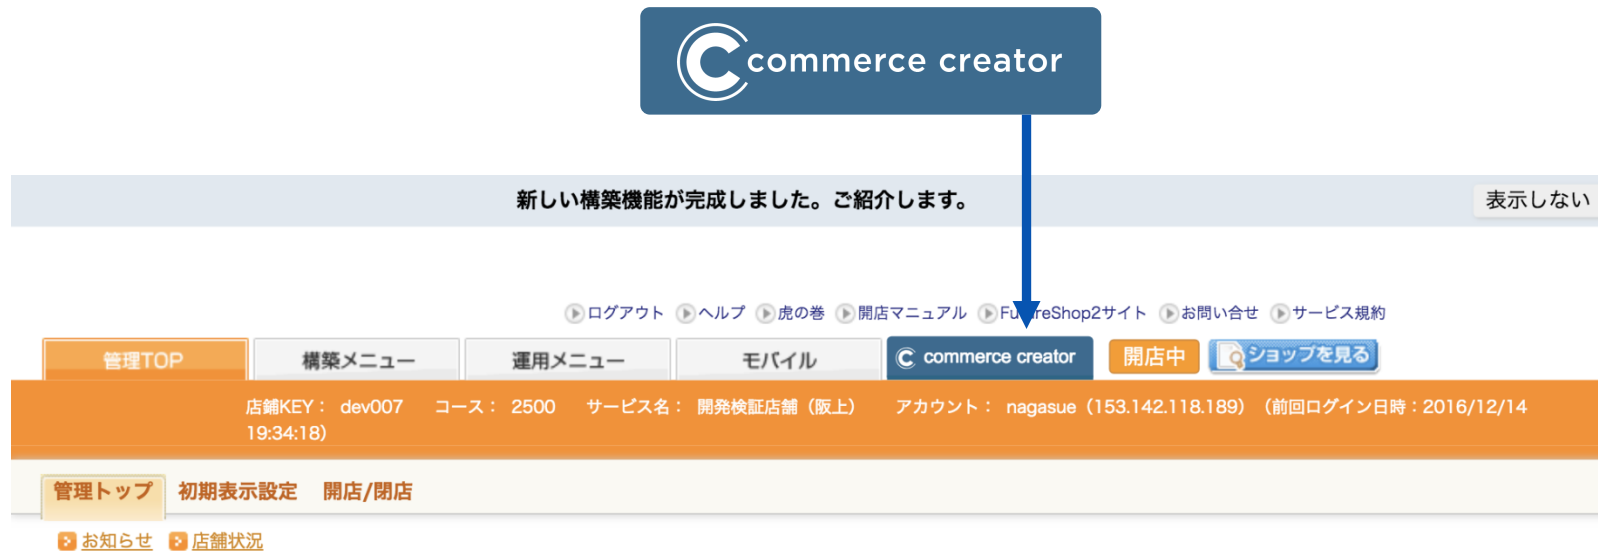 commerce creator
新しい構築機能が完成しました。ご紹介します。
表示しない
ログアウト ヘルプ 虎の巻 開店マニュアル FutureShop2サイト お問い合せ サービス規約
管理TOP 構築メニュー 運用メニュー モバイル commerce creator 開店中 ショップを見る
店舗KEY： dev007 コース： 2500 サービス名： 開発検証店舗（阪上） アカウント： nagasue（153.142.118.189）（前回ログイン日時：2016/12/14
19:34:18）
管理トップ 初期表示設定 開店/閉店
お知らせ 店舗状況